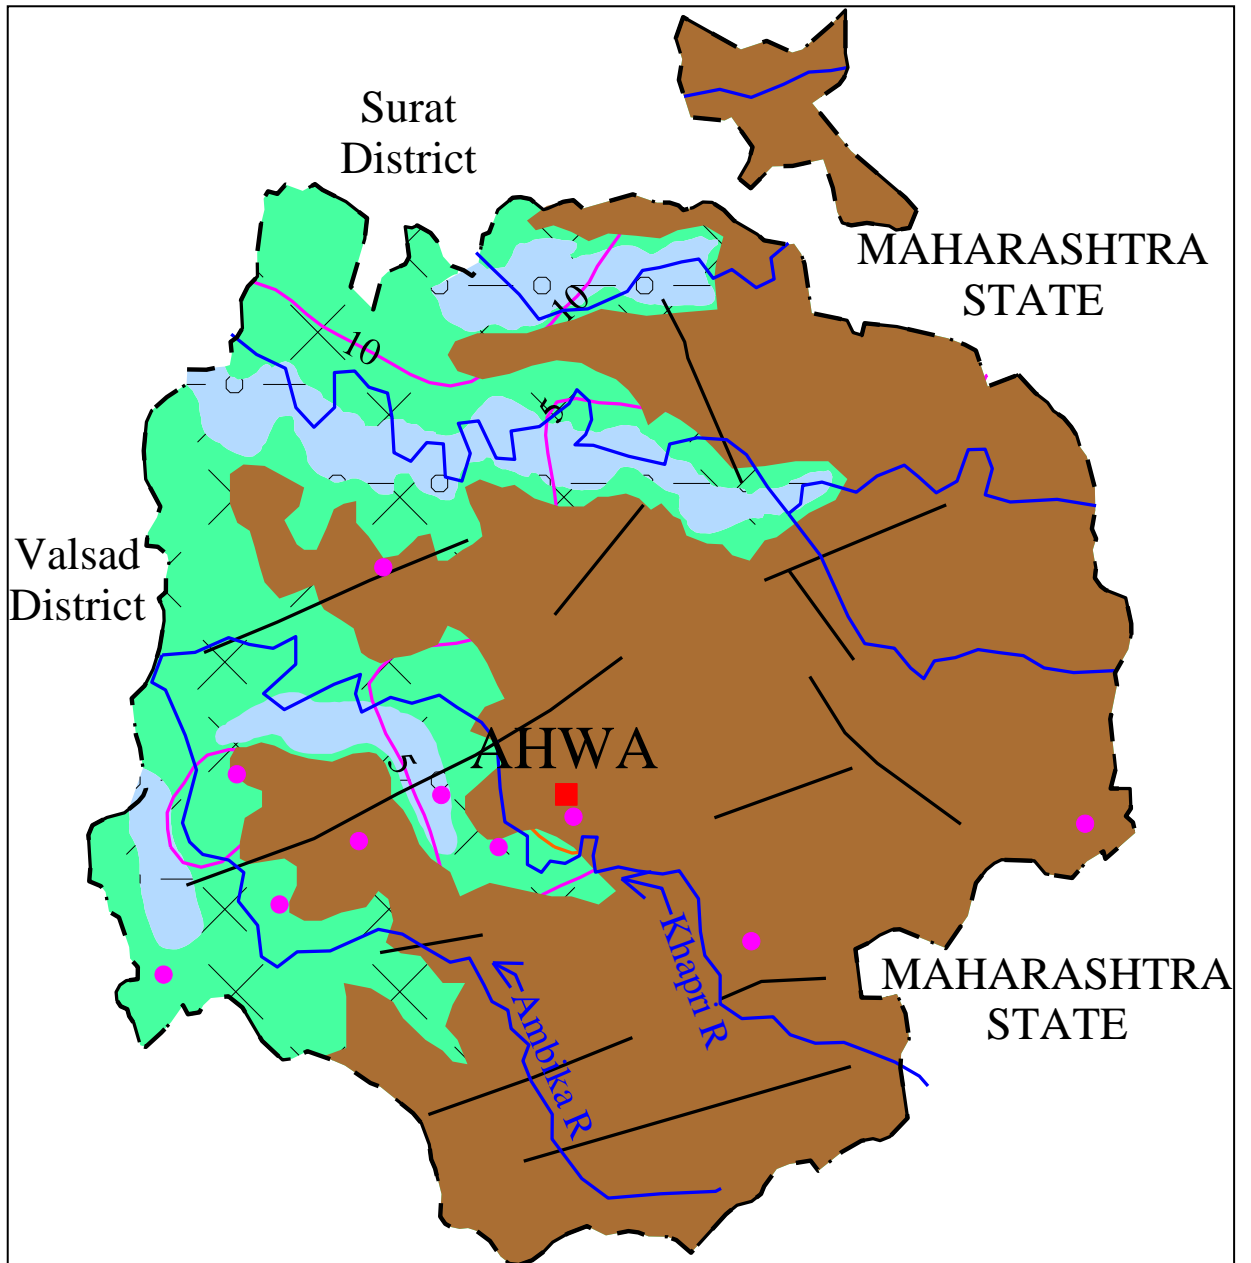 Surat
District
MAHARASHTRA
STATE
10
10
5
Valsad
District
AHWA
5
Khapri R
MAHARASHTRA
STATE
Ambika R